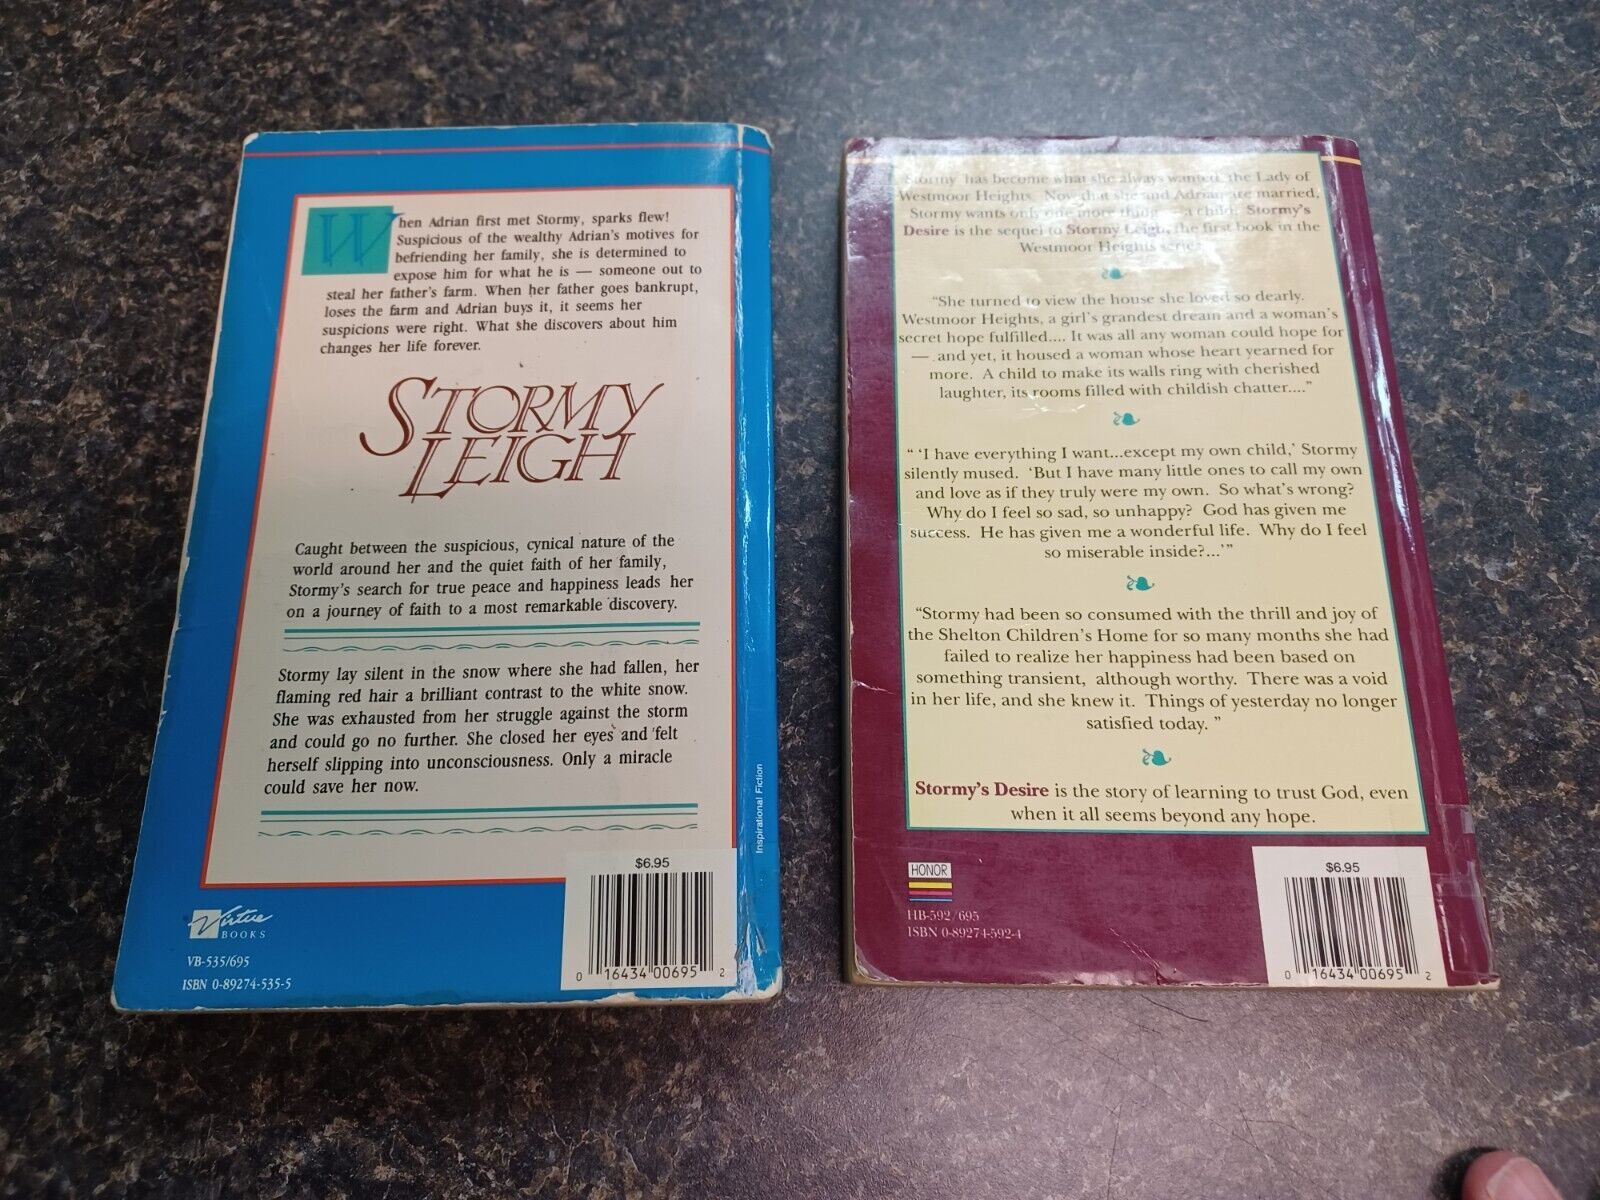 When Adrian first met Stormy, sparks flew!
Suspicious of the wealthy Adrian's motives for
befriending her family, she is determined to
expose him for what he is — someone out to
steal her father's farm. When her father goes bankrupt,
loses the farm and Adrian buys it, it seems her
suspicions were right. What she discovers about him
changes her life forever.
STORMY
LEIGH
Caught between the suspicious, cynical nature of the
world around her and the quiet faith of her family,
Stormy's search for true peace and happiness leads her
on a journey of faith to a most remarkable discovery.
Stormy lay silent in the snow where she had fallen, her
flaming red hair a brilliant contrast to the white snow.
She was exhausted from her struggle against the storm
and could go no further. She closed her eyes and felt
herself slipping into unconsciousness. Only a miracle
could save her now.
Inspirational Fiction
Virtue
BOOKS
VB-535/695
ISBN 0-89274-535-5
$6.95
0 16434 00695 2
Stormy has become what she always wanted, the Lady of
Westmoor Heights. Now that she and Adrian are married,
Stormy wants only one more thing — a child. Stormy's
Desire is the sequel to Stormy Leigh, the first book in the
Westmoor Heights series.
"She turned to view the house she loved so dearly.
Westmoor Heights, a girl's grandest dream and a woman's
secret hope fulfilled.... It was all any woman could hope for
— and yet, it housed a woman whose heart yearned for
more. A child to make its walls ring with cherished
laughter, its rooms filled with childish chatter...."
" 'I have everything I want...except my own child,' Stormy
silently mused. 'But I have many little ones to call my own
and love as if they truly were my own. So what's wrong?
Why do I feel so sad, so unhappy? God has given me
success. He has given me a wonderful life. Why do I feel
so miserable inside?...'"
"Stormy had been so consumed with the thrill and joy of
the Shelton Children's Home for so many months she had
failed to realize her happiness had been based on
something transient, although worthy. There was a void
in her life, and she knew it. Things of yesterday no longer
satisfied today. "
Stormy's Desire is the story of learning to trust God, even
when it all seems beyond any hope.
HONOR
HB-592/695
ISBN 0-89274-592-4
$6.95
0 16434 00695 2